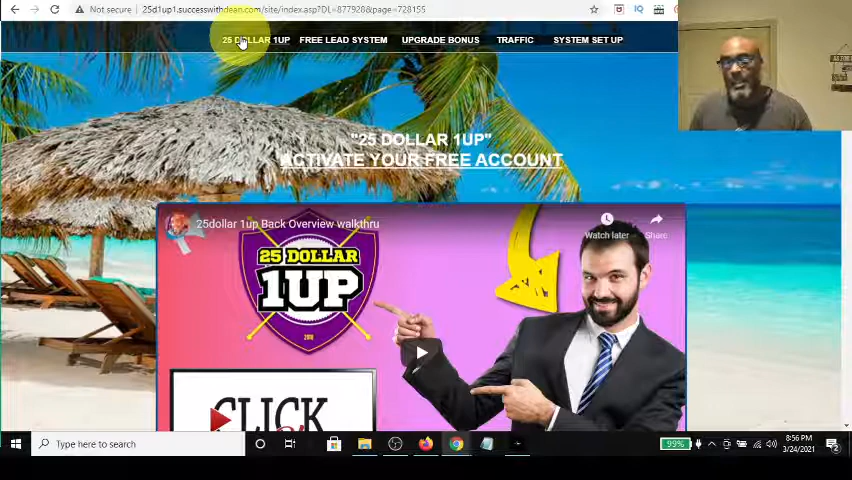 Not secure
25d1up1.successwithdean.com/site/index.asp?DL=877928&page=728155
25 DOLLAR 1UP
FREE LEAD SYSTEM
UPGRADE BONUS
TRAFFIC
SYSTEM SET UP
"25 DOLLAR 1UP"
ACTIVATE YOUR FREE ACCOUNT
25dollar 1up Back Overview walkthru
Watch later
Share
25 DOLLAR
1UP
CLICK
Type here to search
99%
8:56 PM
3/24/2021